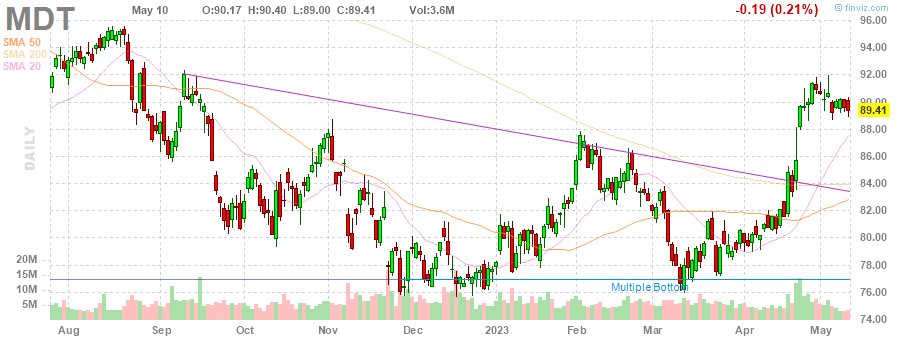 MDT May 10 O:90.17 H:90.40 L:89.00 C:89.41 Vol:3.6M -0.19 (0.21%)
© finviz.com
SMA 50
SMA 200
SMA 20
DAILY
96.00
94.00
92.00
90.00
89.41
88.00
86.00
84.00
82.00
80.00
78.00
76.00
74.00
20M
15M
10M
5M
Multiple Bottom
Aug Sep Oct Nov Dec 2023 Feb Mar Apr May